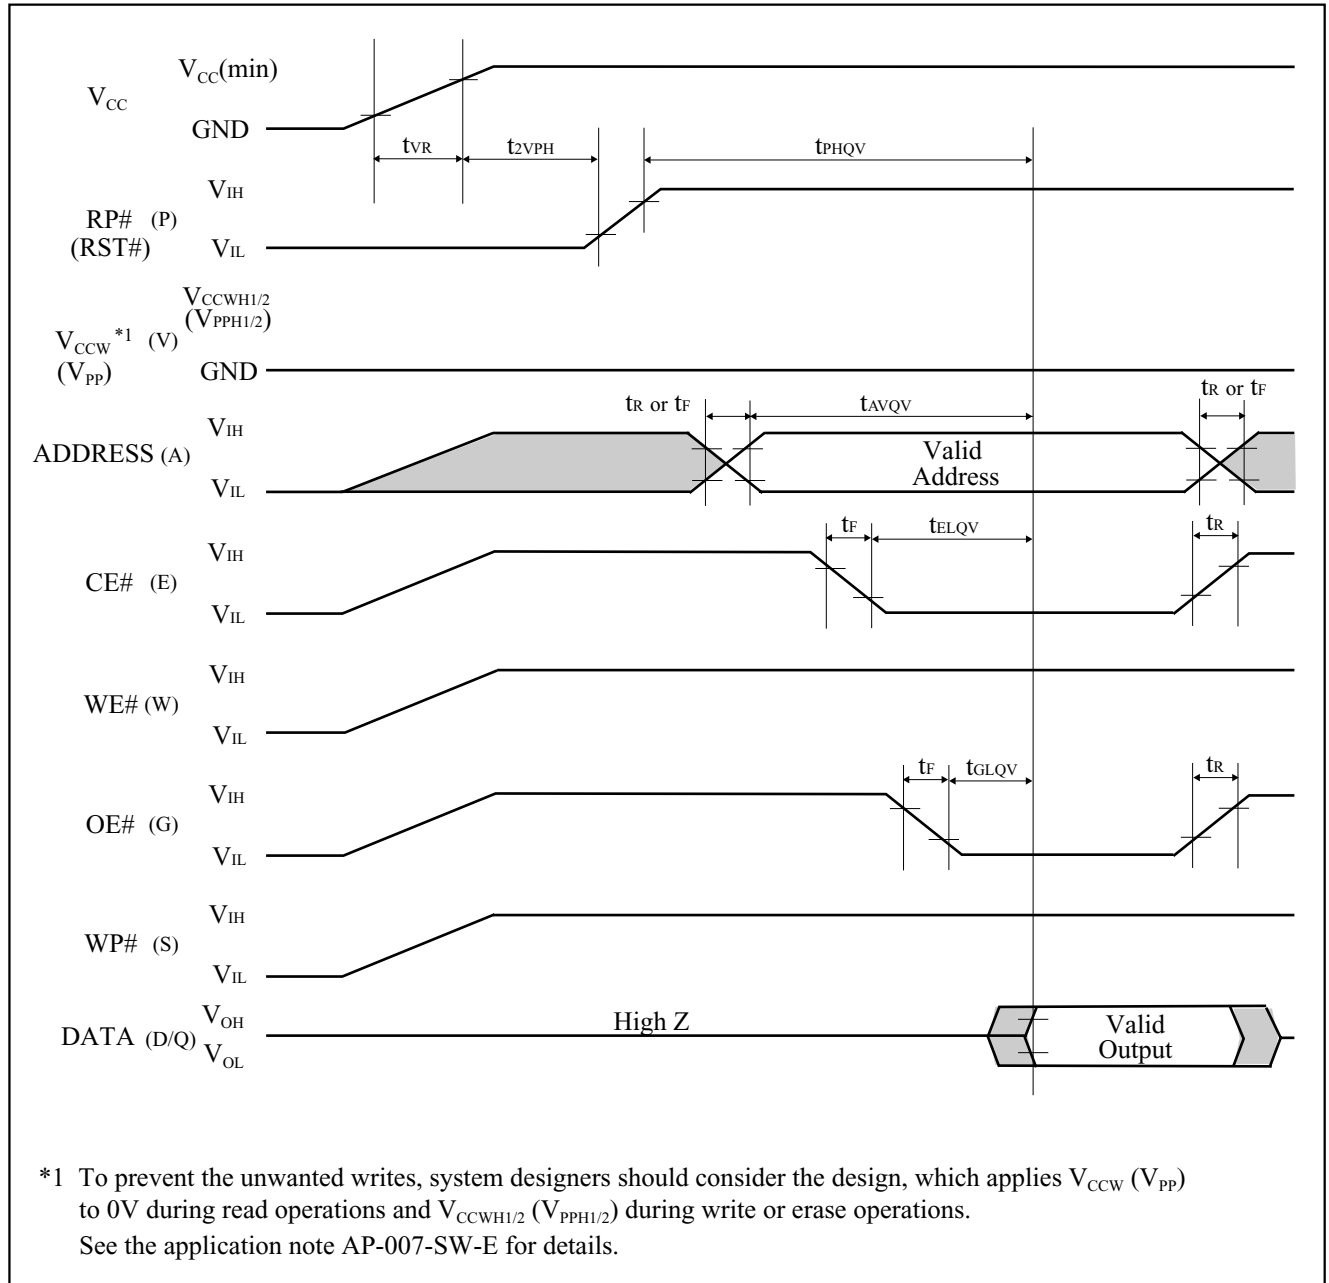 VCC(min)
VCC
GND
tVR
t2VPH
tPHQV
VIH
RP# (P)
(RST#)
VIL
VCCWH1/2
(VPPH1/2)
VCCW *1 (V)
(VPP)
GND
tR or tF
tAVQV
tR or tF
VIH
ADDRESS (A)
Valid
Address
VIL
tF
tELQV
tR
VIH
CE# (E)
VIL
VIH
WE# (W)
VIL
tF
tGLQV
tR
VIH
OE# (G)
VIL
VIH
WP# (S)
VIL
VOH
High Z
DATA (D/Q)
Valid
Output
VOL
*1 To prevent the unwanted writes, system designers should consider the design, which applies VCCW (VPP)
to 0V during read operations and VCCWH1/2 (VPPH1/2) during write or erase operations.
See the application note AP-007-SW-E for details.